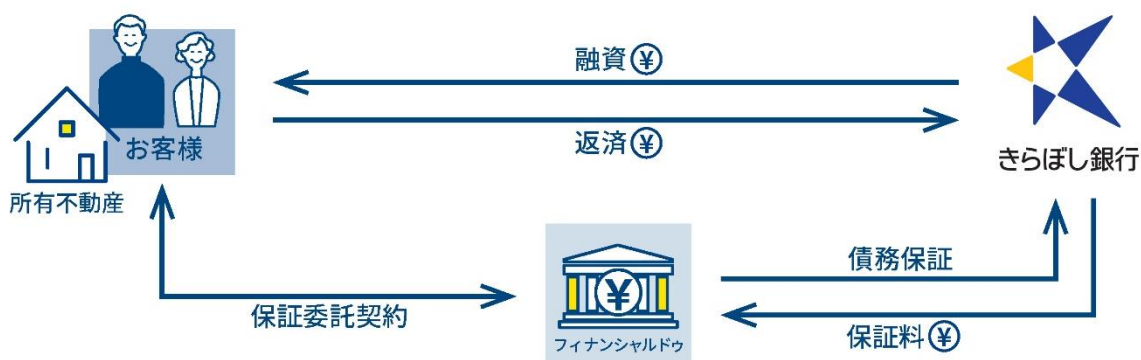 融資¥
返済¥
お客様
所有不動産
きらぼし銀行
保証委託契約
¥
フィナンシャルドゥ
債務保証
保証料¥